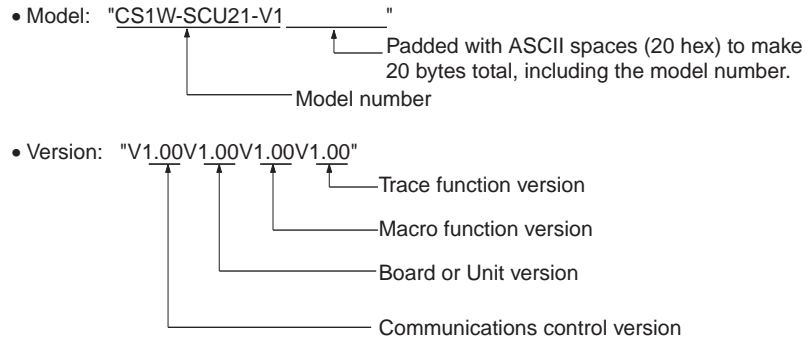 • Model: "CS1W-SCU21-V1 "
Padded with ASCII spaces (20 hex) to make
20 bytes total, including the model number.
Model number
• Version: "V1.00V1.00V1.00V1.00"
Trace function version
Macro function version
Board or Unit version
Communications control version